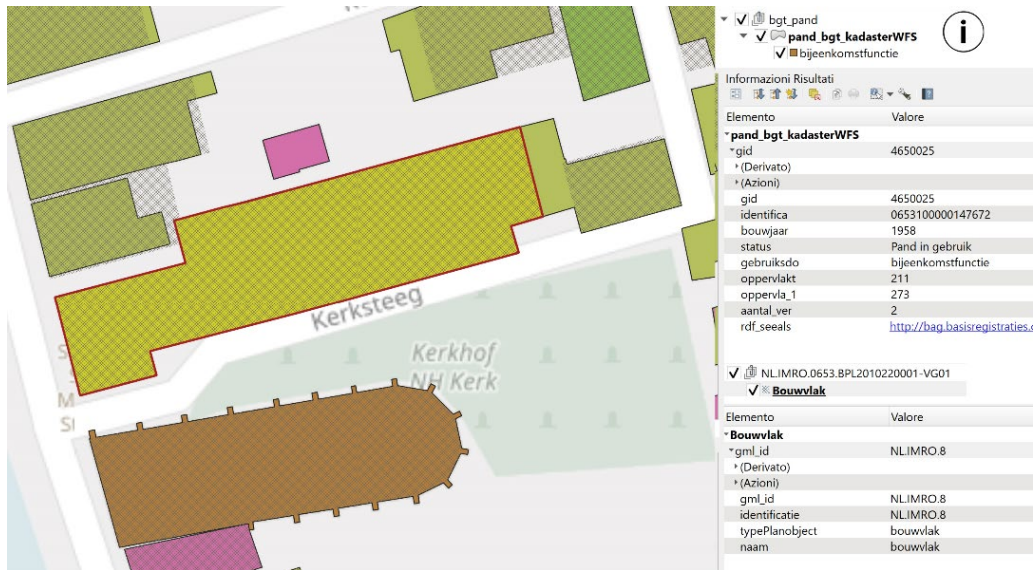 Kerksteeg
Kerkhof
NH Kerk
bgt_pand
pand_bgt_kadasterWFS
bijeenkomstfunctie
i
Informazioni Risultati
Elemento Valore
pand_bgt_kadasterWFS
gid 4650025
(Derivato)
(Azioni)
gid 4650025
identifica 0653100000147672
bouwjaar 1958
status Pand in gebruik
gebruiksdo bijeenkomstfunctie
oppervlakt 211
oppervla_1 273
aantal_ver 2
rdf_seeals http://bag.basisregistraties.
NL.IMRO.0653.BPL2010220001-VG01
Bouwvlak
Elemento Valore
Bouwvlak
gml_id NL.IMRO.8
(Derivato)
(Azioni)
gml_id NL.IMRO.8
identificatie NL.IMRO.8
typePlanobject bouwvlak
naam bouwvlak